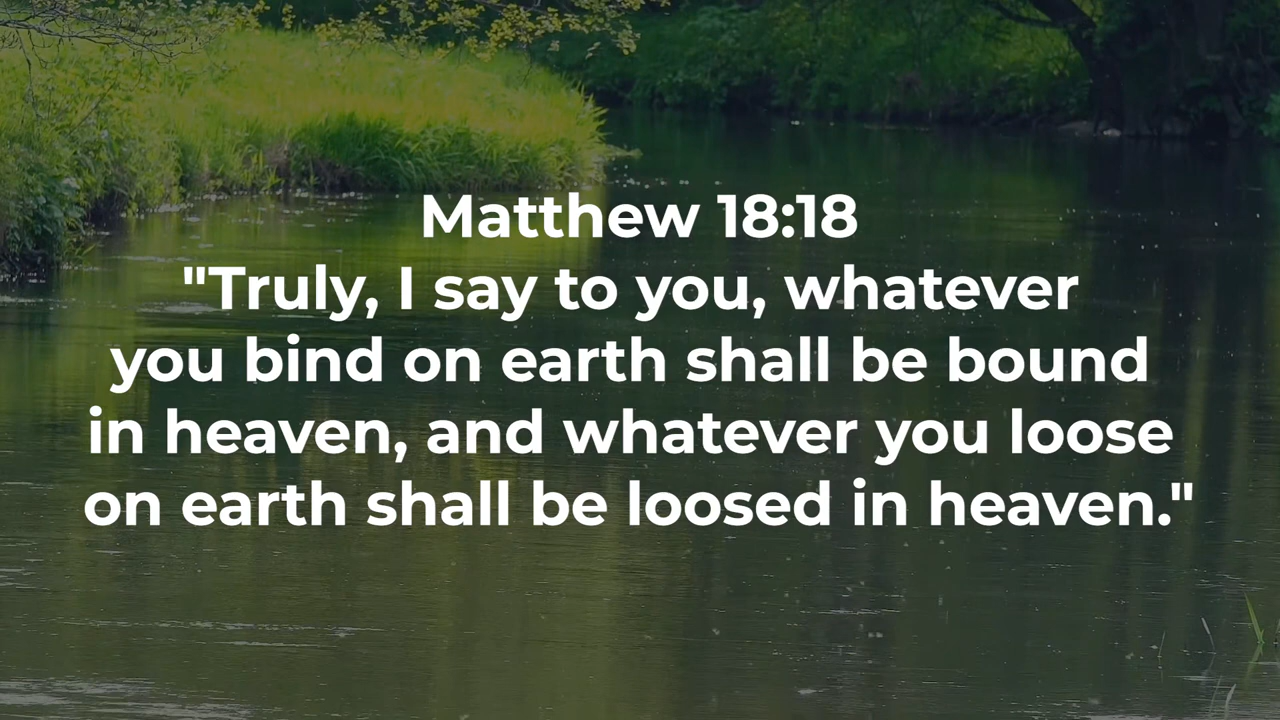 Matthew 18:18
"Truly, I say to you, whatever
you bind on earth shall be bound
in heaven, and whatever you loose
on earth shall be loosed in heaven."